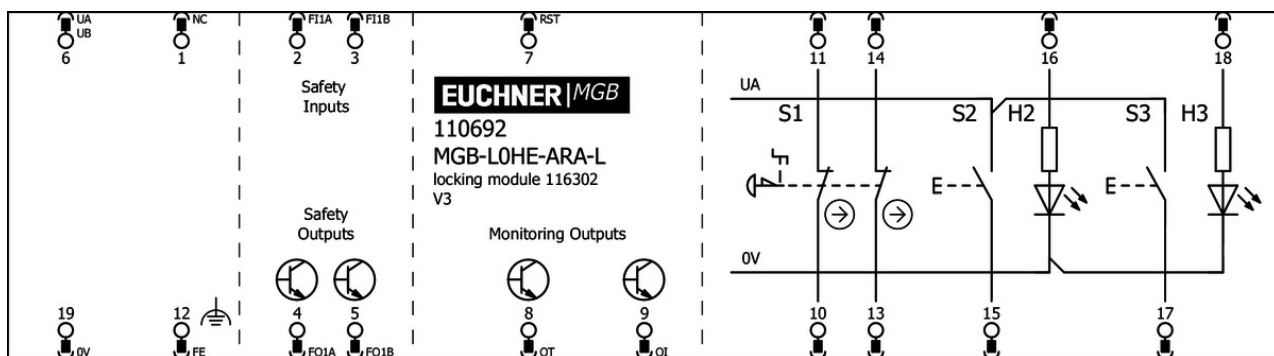 UA NC FI1A FI1B RST
UB
6 1 2 3 7 11 14 16 18
Safety
Inputs
EUCHNER MGB
110692
MGB-L0HE-ARA-L
locking module 116302
V3
UA
S1 S2 H2 S3 H3
E E
Safety
Outputs
Monitoring Outputs
0V
19 12 4 5 8 9 10 13 15 17
0V FE FO1A FO1B OT OI